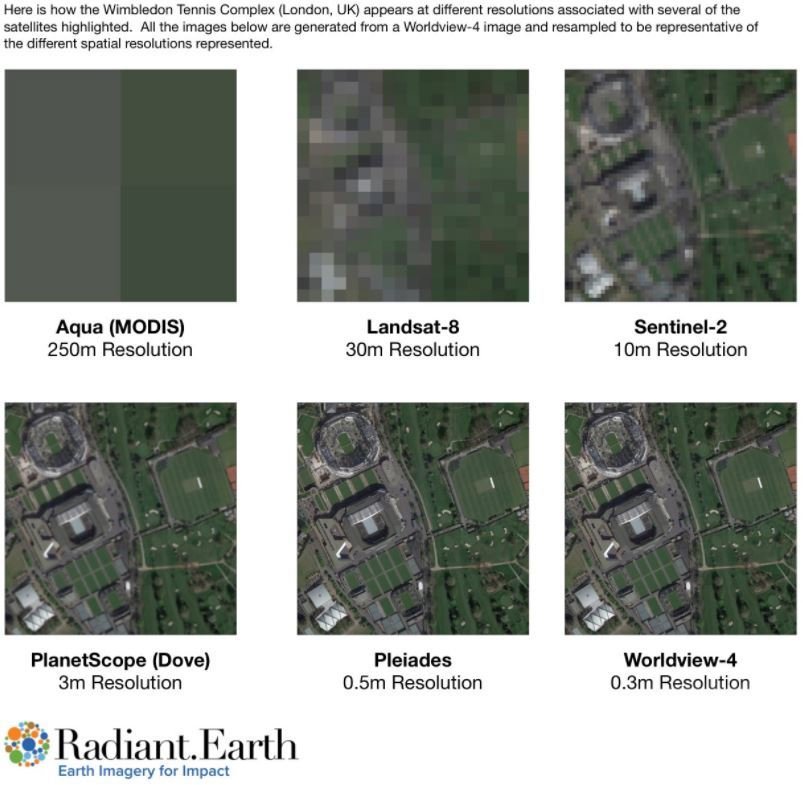 Here is how the Wimbledon Tennis Complex (London, UK) appears at different resolutions associated with several of the
satellites highlighted.  All the images below are generated from a Worldview-4 image and resampled to be representative of
the different spatial resolutions represented.
Aqua (MODIS)
250m Resolution
Landsat-8
30m Resolution
Sentinel-2
10m Resolution
PlanetScope (Dove)
3m Resolution
Pleiades
0.5m Resolution
Worldview-4
0.3m Resolution
Radiant.Earth
Earth Imagery for Impact